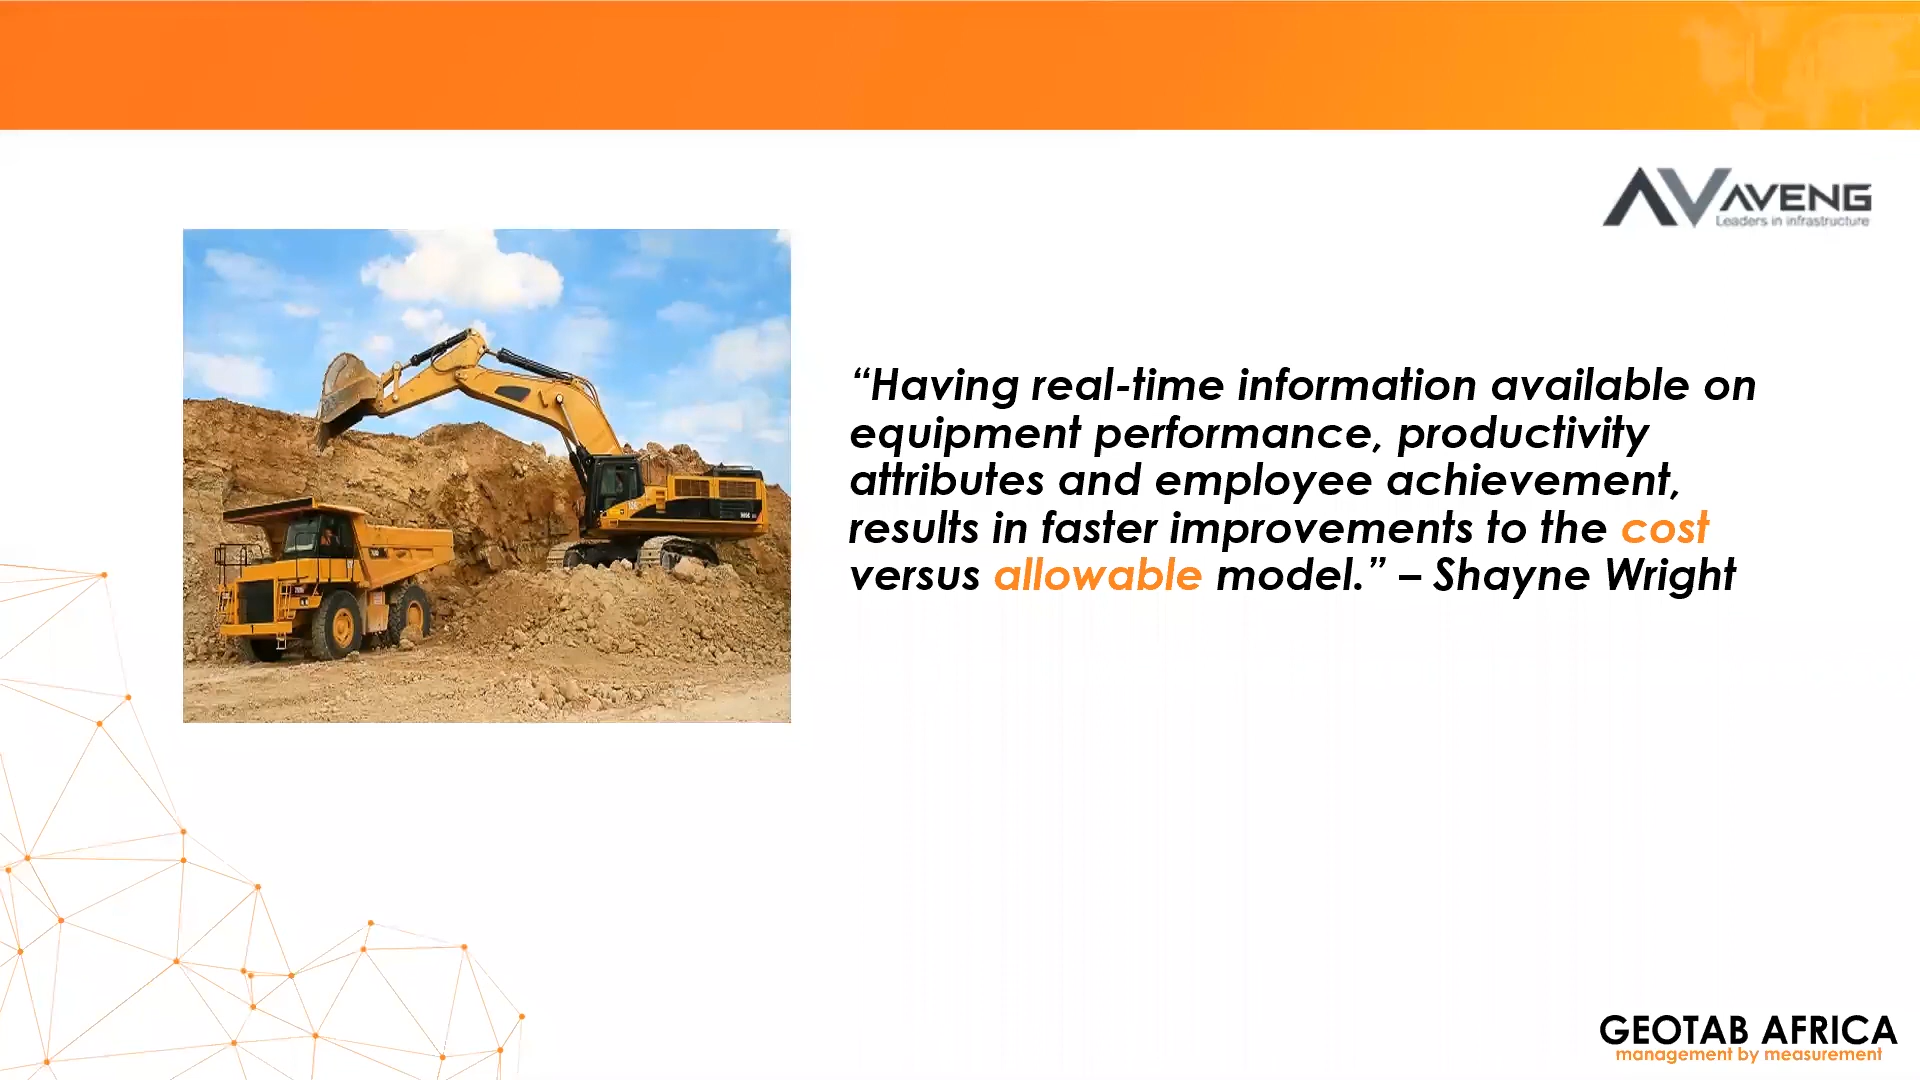 AVENG
Leaders in infrastructure
“Having real-time information available on
equipment performance, productivity
attributes and employee achievement,
results in faster improvements to the cost
versus allowable model.” – Shayne Wright
GEOTAB AFRICA
management by measurement